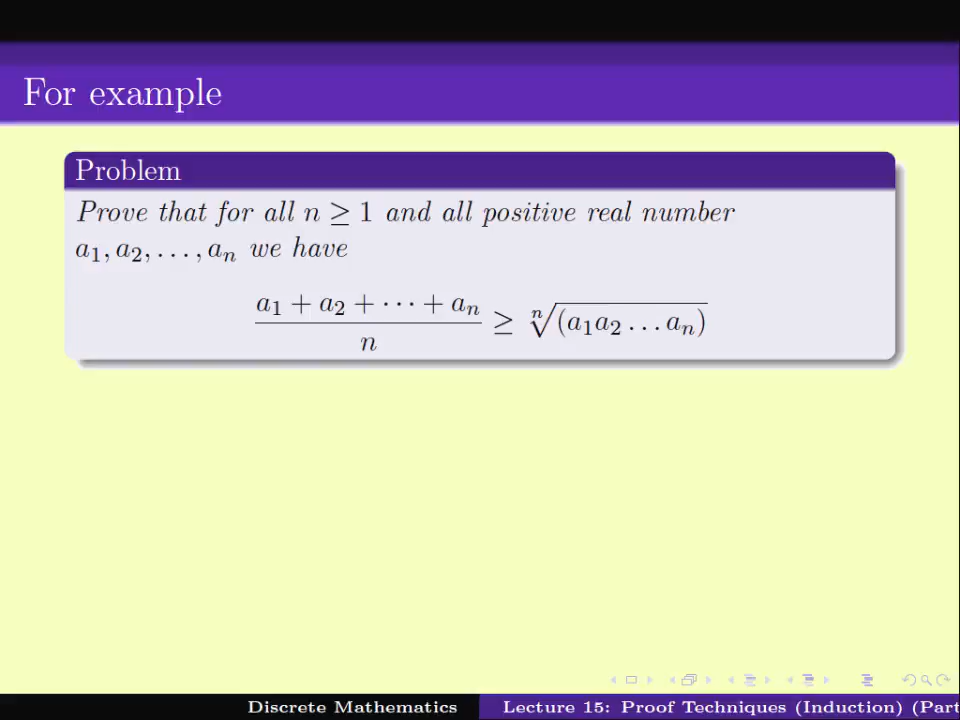 For example
Problem
Prove that for all n ≥ 1 and all positive real number
a₁, a₂, . . . , aₙ we have
(a₁ + a₂ + · · · + aₙ)/n ≥ ⁿ√(a₁a₂ . . . aₙ)
Discrete Mathematics Lecture 15: Proof Techniques (Induction) (Part